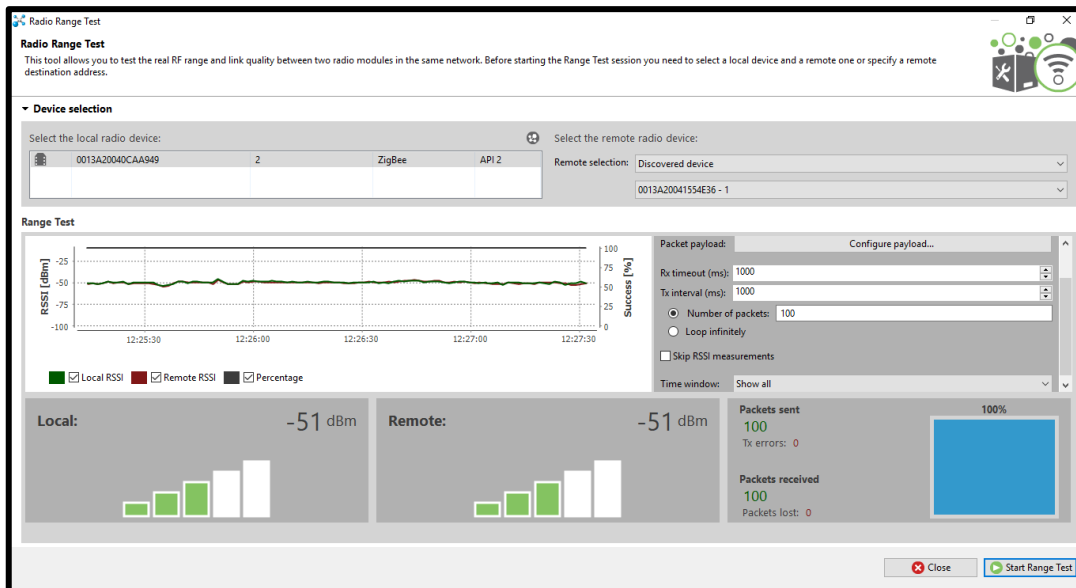 Radio Range Test
Radio Range Test
This tool allows you to test the real RF range and link quality between two radio modules in the same network. Before starting the Range Test session you need to select a local device and a remote one or specify a remote
destination address.
Device selection
Select the local radio device:
0013A20040CAA949 2 ZigBee API 2
Select the remote radio device:
Remote selection: Discovered device
0013A20041554E36 - 1
Range Test
RSSI [dBm]
-25
-50
-75
-100
12:25:30 12:26:00 12:26:30 12:27:00 12:27:30
100
75
50
25
0
Success [%]
Local RSSI Remote RSSI Percentage
Packet payload: Configure payload...
Rx timeout (ms): 1000
Tx interval (ms): 1000
Number of packets: 100
Loop infinitely
Skip RSSI measurements
Time window: Show all
Local: -51 dBm
Remote: -51 dBm
Packets sent
100
Tx errors: 0
Packets received
100
Packets lost: 0
100%
Close Start Range Test